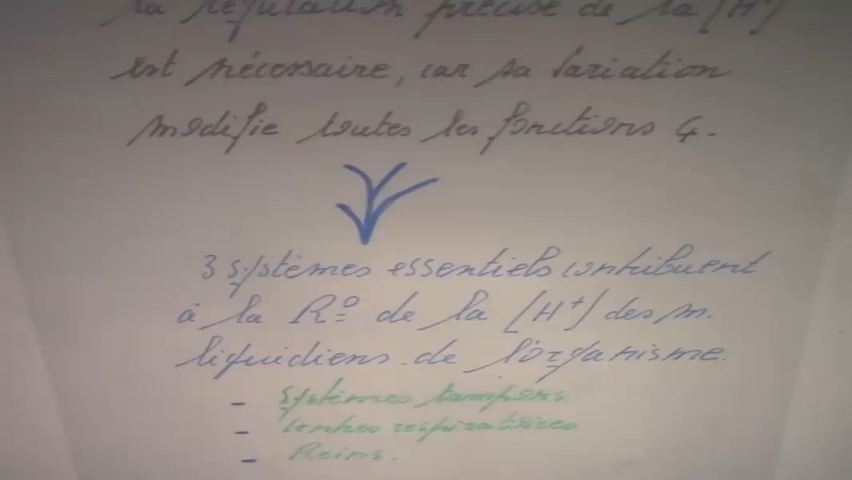 la régulation précise de la [H+]
est nécessaire, car sa variation
modifie toutes les fonctions
3 systèmes essentiels contribuent
à la R° de la [H+] des m.
liquidiens de l'organisme.
- systèmes tampons
- centres respiratoires
- Reins.